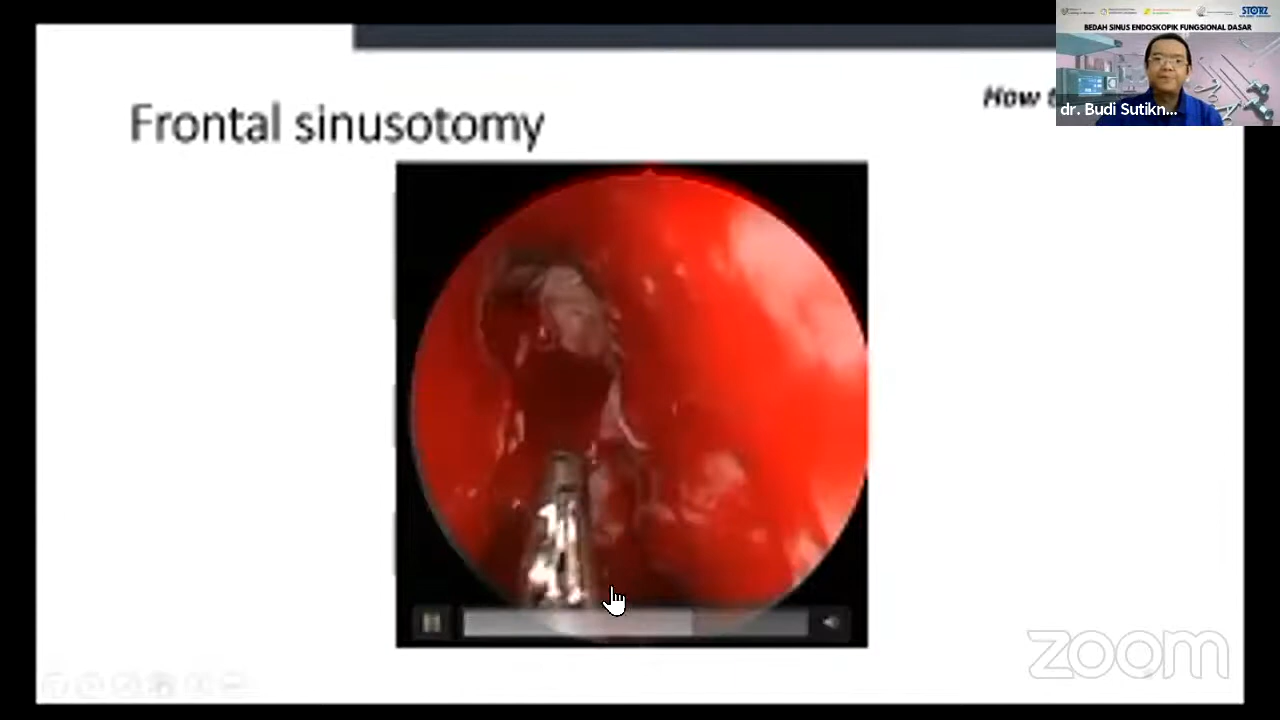 STORZ
BEDAH SINUS ENDOSKOPIK FUNGSIONAL DASAR
How t
dr. Budi Sutikn...
Frontal sinusotomy
zoom